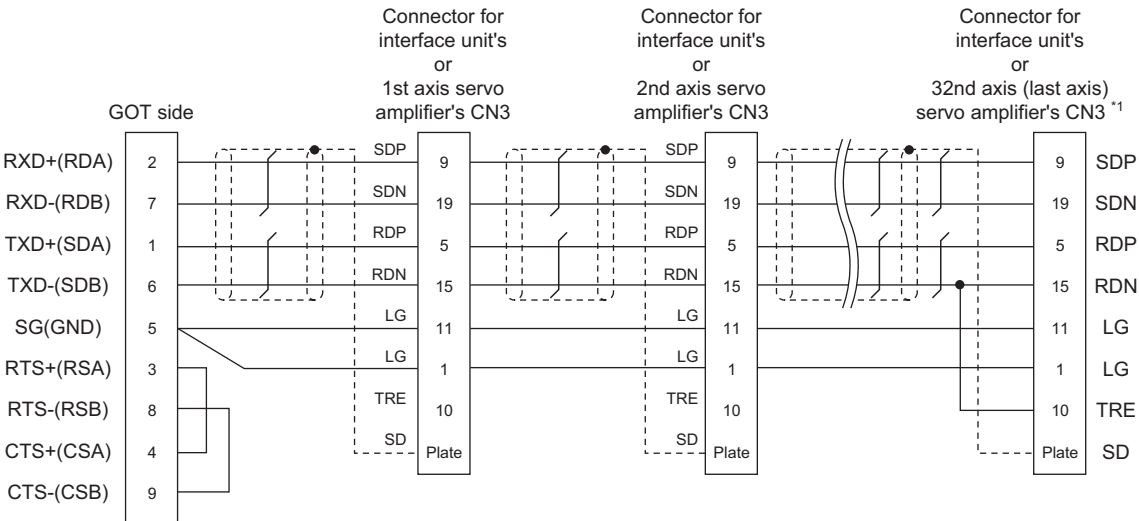 Connector for
interface unit's
or
1st axis servo
amplifier's CN3
Connector for
interface unit's
or
2nd axis servo
amplifier's CN3
Connector for
interface unit's
or
32nd axis (last axis)
servo amplifier's CN3 *1
GOT side
RXD+(RDA) 2 SDP 9 SDP 9 9 SDP
RXD-(RDB) 7 SDN 19 SDN 19 19 SDN
TXD+(SDA) 1 RDP 5 RDP 5 5 RDP
TXD-(SDB) 6 RDN 15 RDN 15 15 RDN
SG(GND) 5 LG 11 LG 11 11 LG
RTS+(RSA) 3 LG 1 LG 1 1 LG
RTS-(RSB) 8 TRE 10 TRE 10 10 TRE
CTS+(CSA) 4 SD Plate SD Plate Plate SD
CTS-(CSB) 9